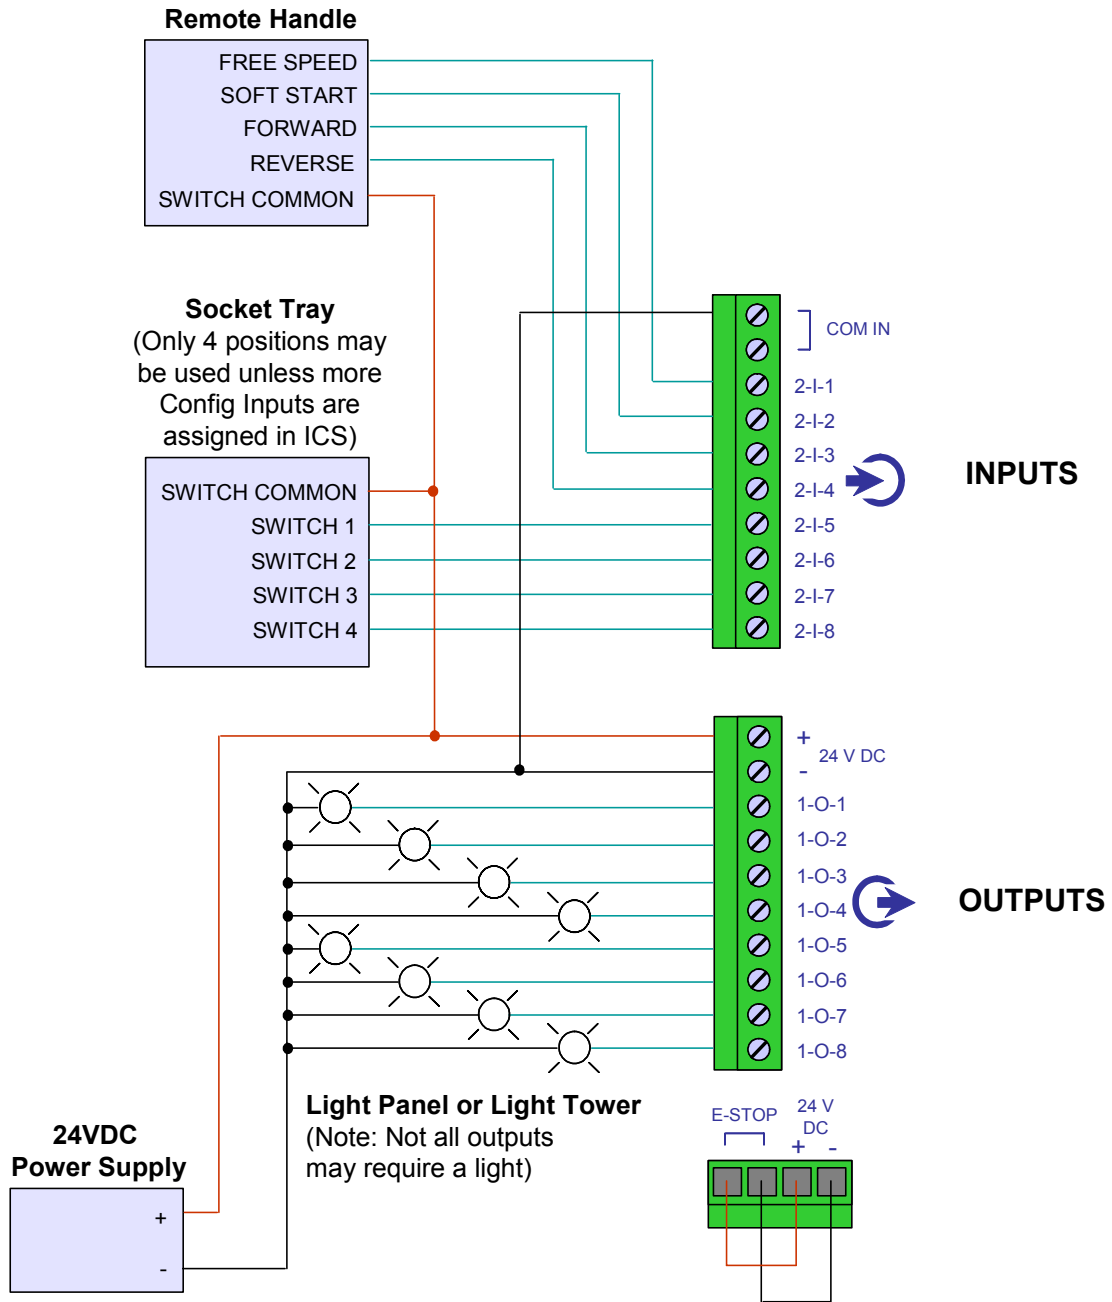 Remote Handle
FREE SPEED
SOFT START
FORWARD
REVERSE
SWITCH COMMON
Socket Tray
(Only 4 positions may
be used unless more
Config Inputs are
assigned in ICS)
SWITCH COMMON
SWITCH 1
SWITCH 2
SWITCH 3
SWITCH 4
COM IN
2-I-1
2-I-2
2-I-3
2-I-4
2-I-5
2-I-6
2-I-7
2-I-8
INPUTS
+
24 V DC
-
1-O-1
1-O-2
1-O-3
1-O-4
1-O-5
1-O-6
1-O-7
1-O-8
OUTPUTS
Light Panel or Light Tower
(Note: Not all outputs
may require a light)
24VDC
Power Supply
+
-
E-STOP
24 V
DC
+ -